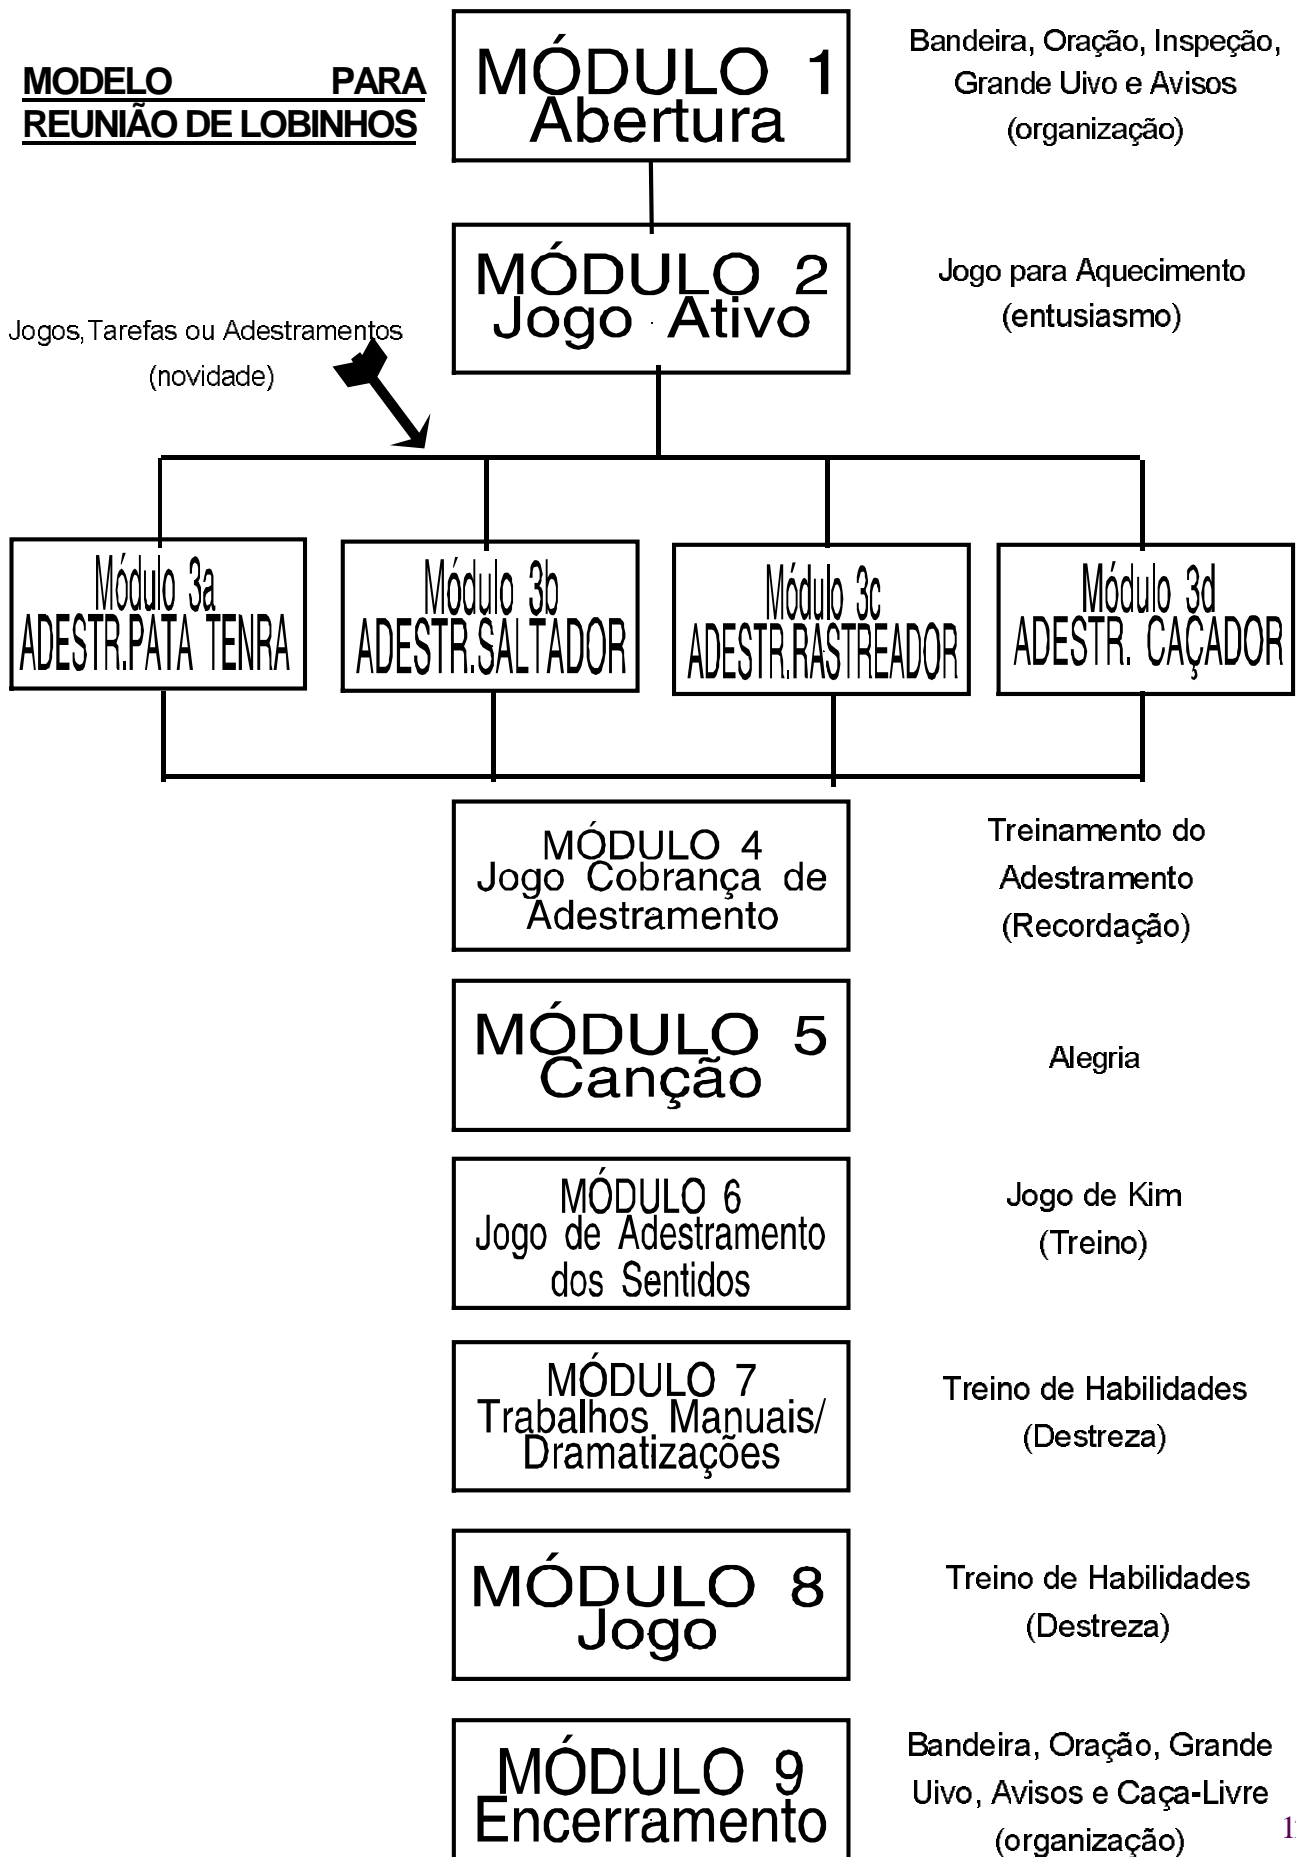 MODELO PARA
REUNIÃO DE LOBINHOS
MÓDULO 1
Abertura
Bandeira, Oração, Inspeção,
Grande Uivo e Avisos
(organização)
MÓDULO 2
Jogo Ativo
Jogo para Aquecimento
(entusiasmo)
Jogos,Tarefas ou Adestramentos
(novidade)
Módulo 3a
ADESTR.PATA TENRA
Módulo 3b
ADESTR.SALTADOR
Módulo 3c
ADESTR.RASTREADOR
Módulo 3d
ADESTR. CAÇADOR
MÓDULO 4
Jogo Cobrança de
Adestramento
Treinamento do
Adestramento
(Recordação)
MÓDULO 5
Canção
Alegria
MÓDULO 6
Jogo de Adestramento
dos Sentidos
Jogo de Kim
(Treino)
MÓDULO 7
Trabalhos Manuais/
Dramatizações
Treino de Habilidades
(Destreza)
MÓDULO 8
Jogo
Treino de Habilidades
(Destreza)
MÓDULO 9
Encerramento
Bandeira, Oração, Grande
Uivo, Avisos e Caça-Livre
(organização)